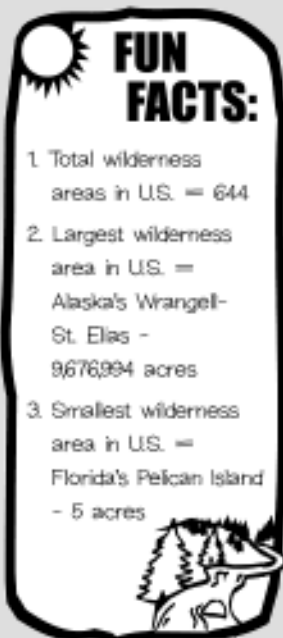 FUN
FACTS:
1. Total wilderness
areas in U.S. = 644
2. Largest wilderness
area in U.S. =
Alaska's Wrangell-
St. Elias -
9,676,994 acres
3. Smallest wilderness
area in U.S. =
Florida's Pelican Island
- 5 acres